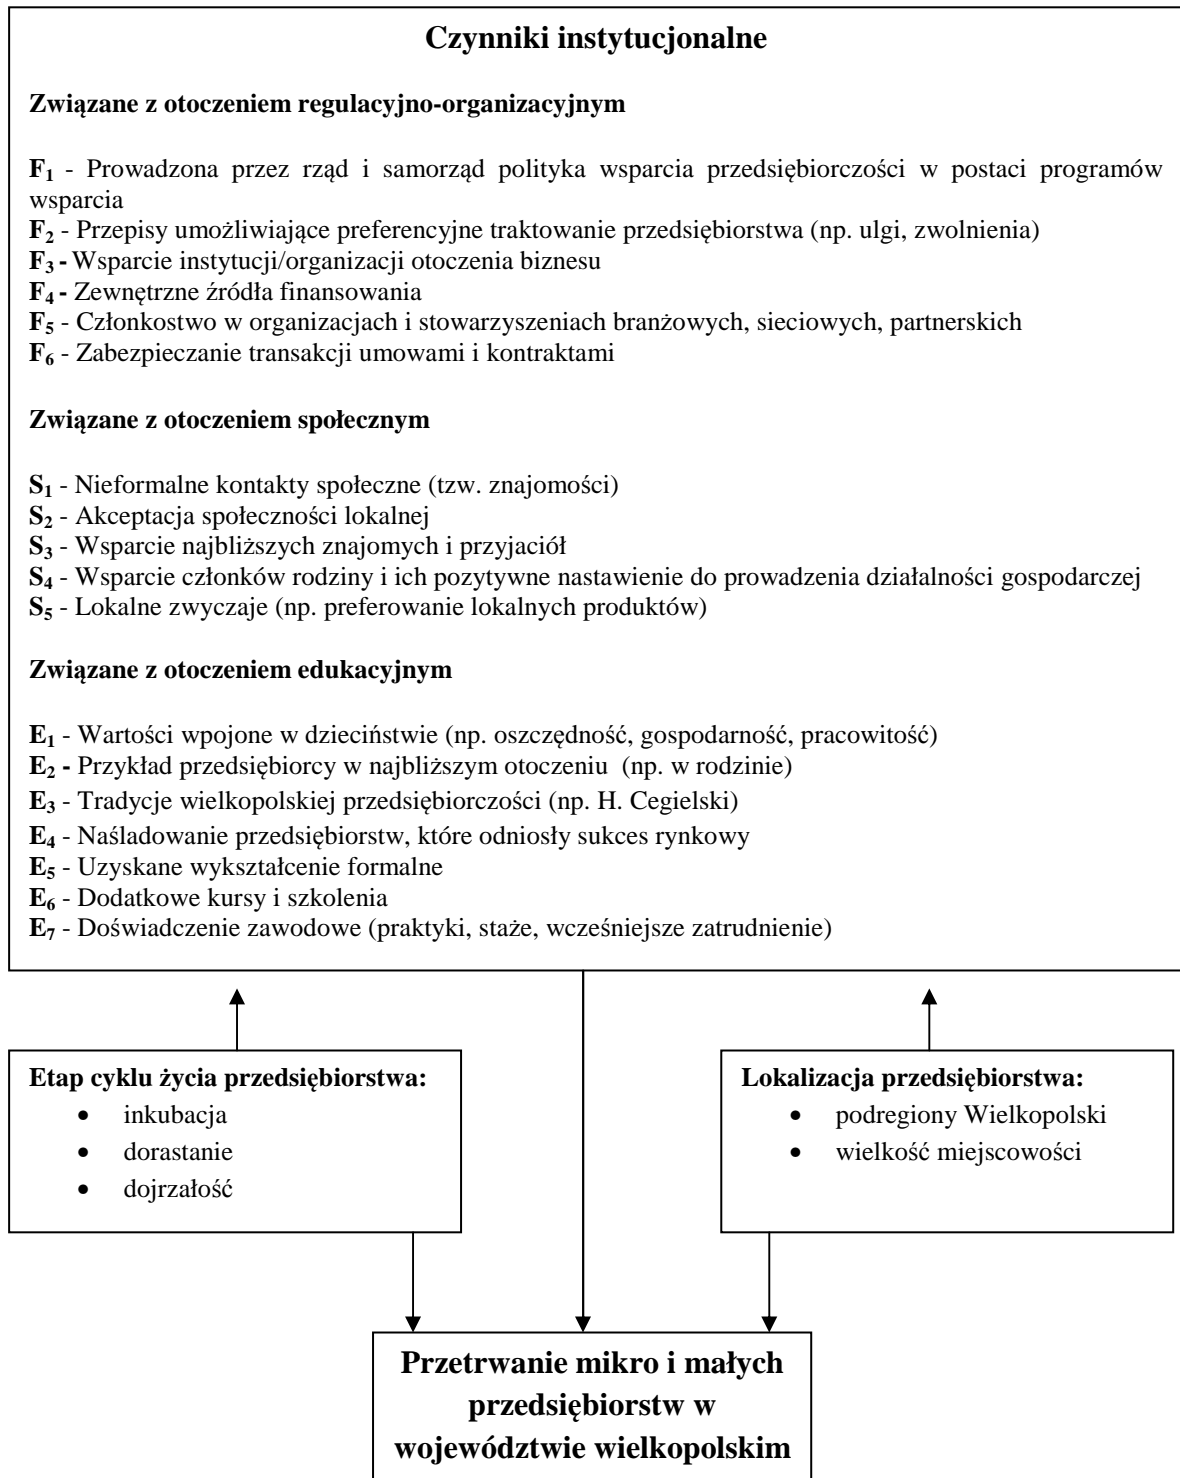 Czynniki instytucjonalne
Związane z otoczeniem regulacyjno-organizacyjnym
F1 - Prowadzona przez rząd i samorząd polityka wsparcia przedsiębiorczości w postaci programów
wsparcia
F2 - Przepisy umożliwiające preferencyjne traktowanie przedsiębiorstwa (np. ulgi, zwolnienia)
F3 - Wsparcie instytucji/organizacji otoczenia biznesu
F4 - Zewnętrzne źródła finansowania
F5 - Członkostwo w organizacjach i stowarzyszeniach branżowych, sieciowych, partnerskich
F6 - Zabezpieczanie transakcji umowami i kontraktami
Związane z otoczeniem społecznym
S1 - Nieformalne kontakty społeczne (tzw. znajomości)
S2 - Akceptacja społeczności lokalnej
S3 - Wsparcie najbliższych znajomych i przyjaciół
S4 - Wsparcie członków rodziny i ich pozytywne nastawienie do prowadzenia działalności gospodarczej
S5 - Lokalne zwyczaje (np. preferowanie lokalnych produktów)
Związane z otoczeniem edukacyjnym
E1 - Wartości wpojone w dzieciństwie (np. oszczędność, gospodarność, pracowitość)
E2 - Przykład przedsiębiorcy w najbliższym otoczeniu (np. w rodzinie)
E3 - Tradycje wielkopolskiej przedsiębiorczości (np. H. Cegielski)
E4 - Naśladowanie przedsiębiorstw, które odniosły sukces rynkowy
E5 - Uzyskane wykształcenie formalne
E6 - Dodatkowe kursy i szkolenia
E7 - Doświadczenie zawodowe (praktyki, staże, wcześniejsze zatrudnienie)
Etap cyklu życia przedsiębiorstwa:
• inkubacja
• dorastanie
• dojrzałość
Lokalizacja przedsiębiorstwa:
• podregiony Wielkopolski
• wielkość miejscowości
Przetrwanie mikro i małych
przedsiębiorstw w
województwie wielkopolskim